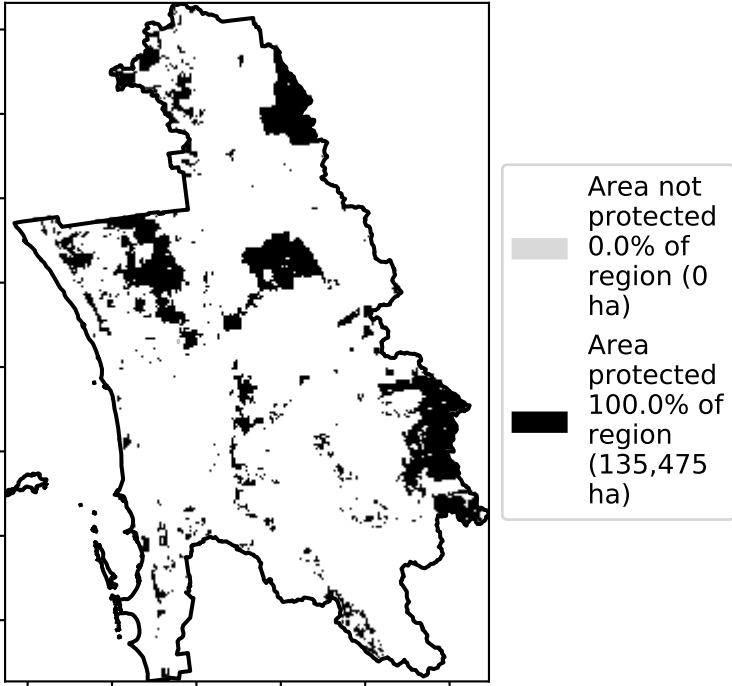 Area not
protected
0.0% of
region (0
ha)
Area
protected
100.0% of
region
(135,475
ha)